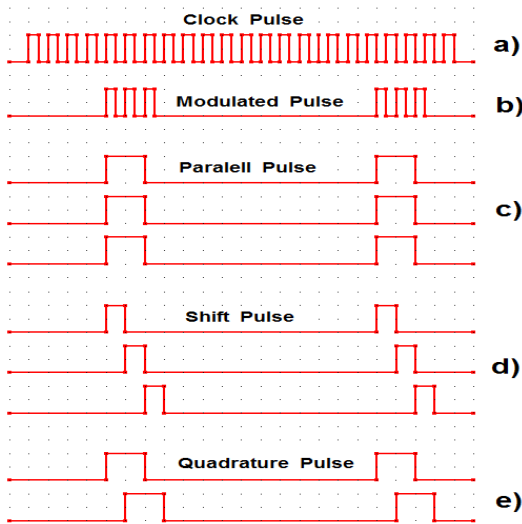 Clock Pulse
a)
Modulated Pulse
b)
Paralell Pulse
c)
Shift Pulse
d)
Quadrature Pulse
e)